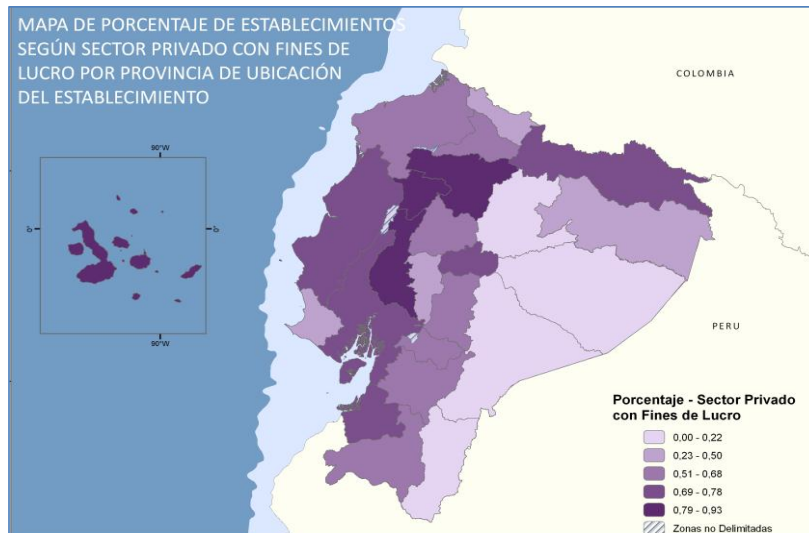 MAPA DE PORCENTAJE DE ESTABLECIMIENTOS
SEGÚN SECTOR PRIVADO CON FINES DE
LUCRO POR PROVINCIA DE UBICACIÓN
DEL ESTABLECIMIENTO
COLOMBIA
90°W
0°
0°
90°W
PERU
Porcentaje - Sector Privado
con Fines de Lucro
0,00 - 0,22
0,23 - 0,50
0,51 - 0,68
0,69 - 0,78
0,79 - 0,93
Zonas no Delimitadas